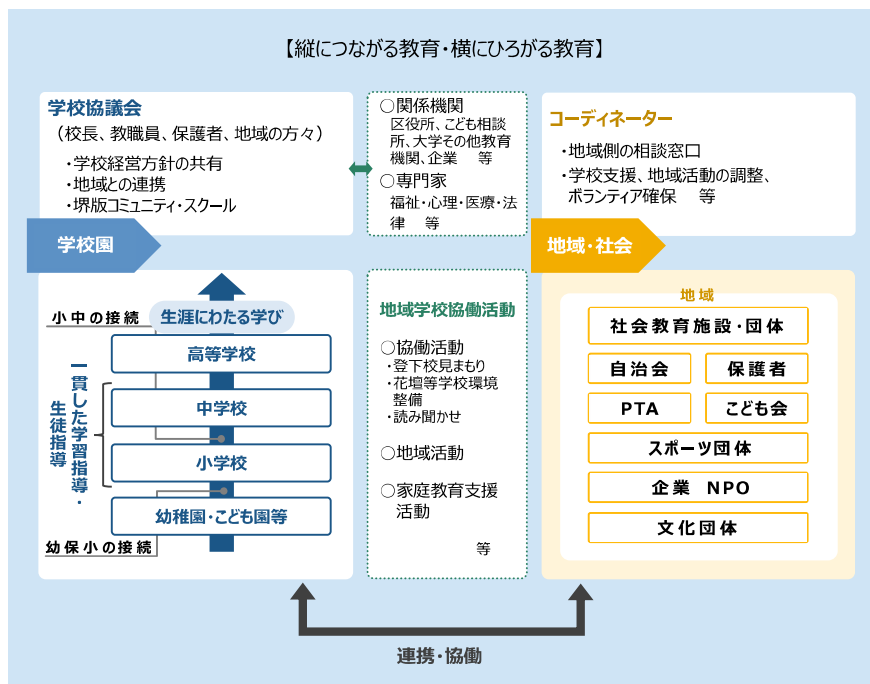 【縦につながる教育・横にひろがる教育】
学校協議会
（校長、教職員、保護者、地域の方々）
・学校経営方針の共有
・地域との連携
・堺版コミュニティ・スクール
○関係機関
区役所、こども相談
所、大学その他教育
機関、企業　等
○専門家
福祉・心理・医療・法
律　等
コーディネーター
・地域側の相談窓口
・学校支援、地域活動の調整、
ボランティア確保　等
学校園
地域・社会
生涯にわたる学び
小中の接続
高等学校
中学校
小学校
幼稚園・こども園等
一貫した学習指導・
生徒指導
幼保小の接続
地域学校協働活動
○協働活動
・登下校見まもり
・花壇等学校環境
整備
・読み聞かせ
○地域活動
○家庭教育支援
活動
等
地域
社会教育施設・団体
自治会
保護者
PTA
こども会
スポーツ団体
企業　NPO
文化団体
連携・協働